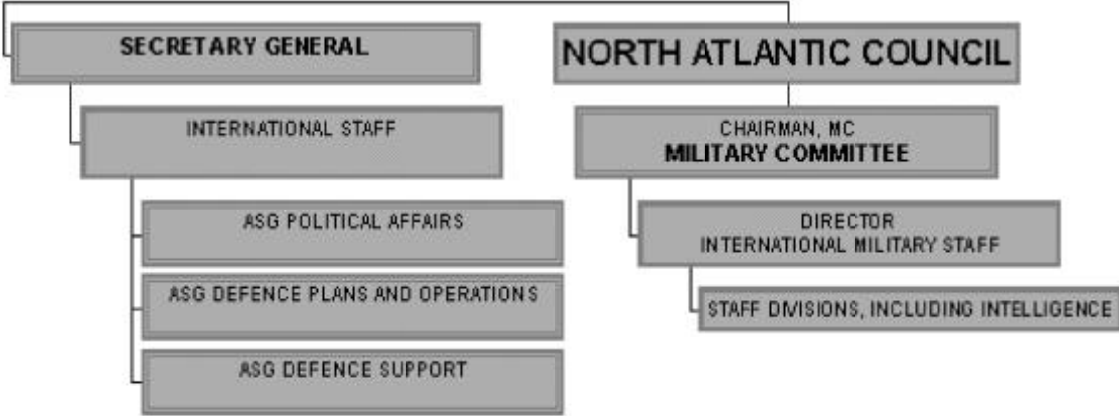 SECRETARY GENERAL
INTERNATIONAL STAFF
ASG POLITICAL AFFAIRS
ASG DEFENCE PLANS AND OPERATIONS
ASG DEFENCE SUPPORT
NORTH ATLANTIC COUNCIL
CHAIRMAN, MC
MILITARY COMMITTEE
DIRECTOR
INTERNATIONAL MILITARY STAFF
STAFF DIVISIONS, INCLUDING INTELLIGENCE